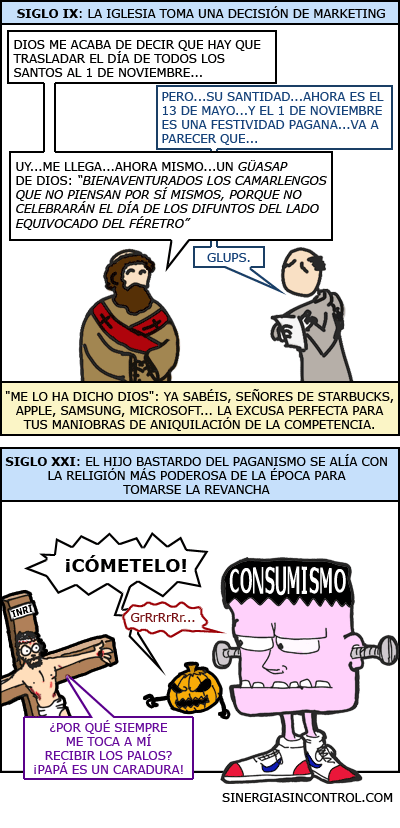 SIGLO IX: LA IGLESIA TOMA UNA DECISIÓN DE MARKETING
DIOS ME ACABA DE DECIR QUE HAY QUE
TRASLADAR EL DÍA DE TODOS LOS
SANTOS AL 1 DE NOVIEMBRE...
PERO...SU SANTIDAD...AHORA ES EL
13 DE MAYO...Y EL 1 DE NOVIEMBRE
ES UNA FESTIVIDAD PAGANA...VA A
PARECER QUE...
UY...ME LLEGA...AHORA MISMO...UN GÜASAP
DE DIOS: “BIENAVENTURADOS LOS CAMARLENGOS
QUE NO PIENSAN POR SÍ MISMOS, PORQUE NO
CELEBRARÁN EL DÍA DE LOS DIFUNTOS DEL LADO
EQUIVOCADO DEL FÉRETRO”
GLUPS.
"ME LO HA DICHO DIOS": YA SABÉIS, SEÑORES DE STARBUCKS,
APPLE, SAMSUNG, MICROSOFT... LA EXCUSA PERFECTA PARA
TUS MANIOBRAS DE ANIQUILACIÓN DE LA COMPETENCIA.
SIGLO XXI: EL HIJO BASTARDO DEL PAGANISMO SE ALÍA CON
LA RELIGIÓN MÁS PODEROSA DE LA ÉPOCA PARA
TOMARSE LA REVANCHA
¡CÓMETELO!
CONSUMISMO
GrRrRrRr...
INRI
¿POR QUÉ SIEMPRE
ME TOCA A MÍ
RECIBIR LOS PALOS?
¡PAPÁ ES UN CARADURA!
SINERGIASINCONTROL.COM